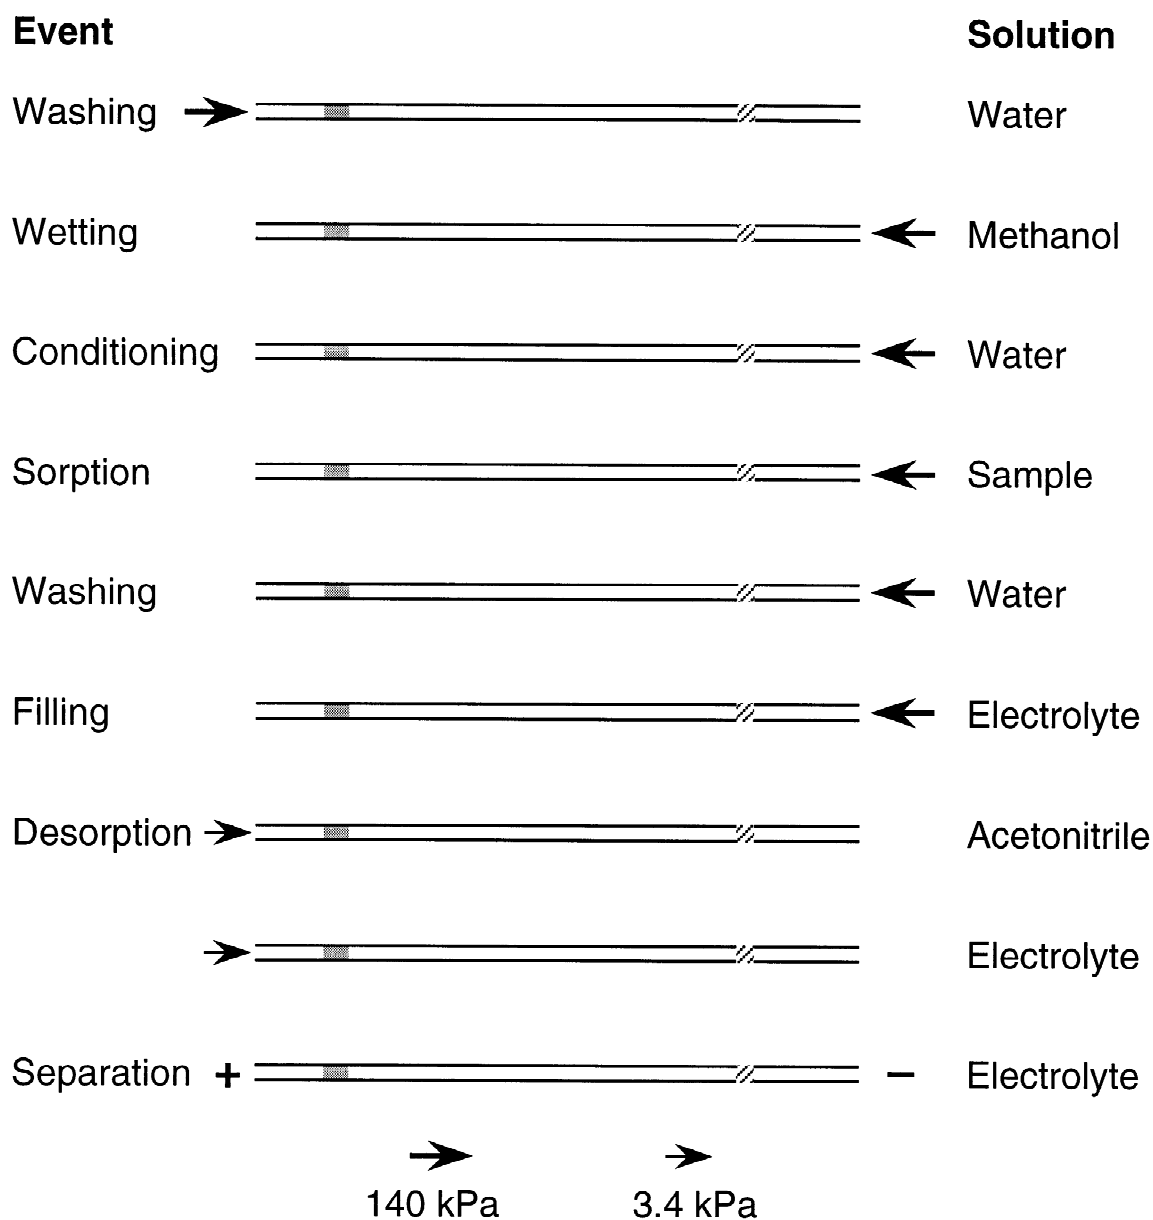 Event Solution
Washing Water
Wetting Methanol
Conditioning Water
Sorption Sample
Washing Water
Filling Electrolyte
Desorption Acetonitrile
Electrolyte
Separation + − Electrolyte
140 kPa 3.4 kPa